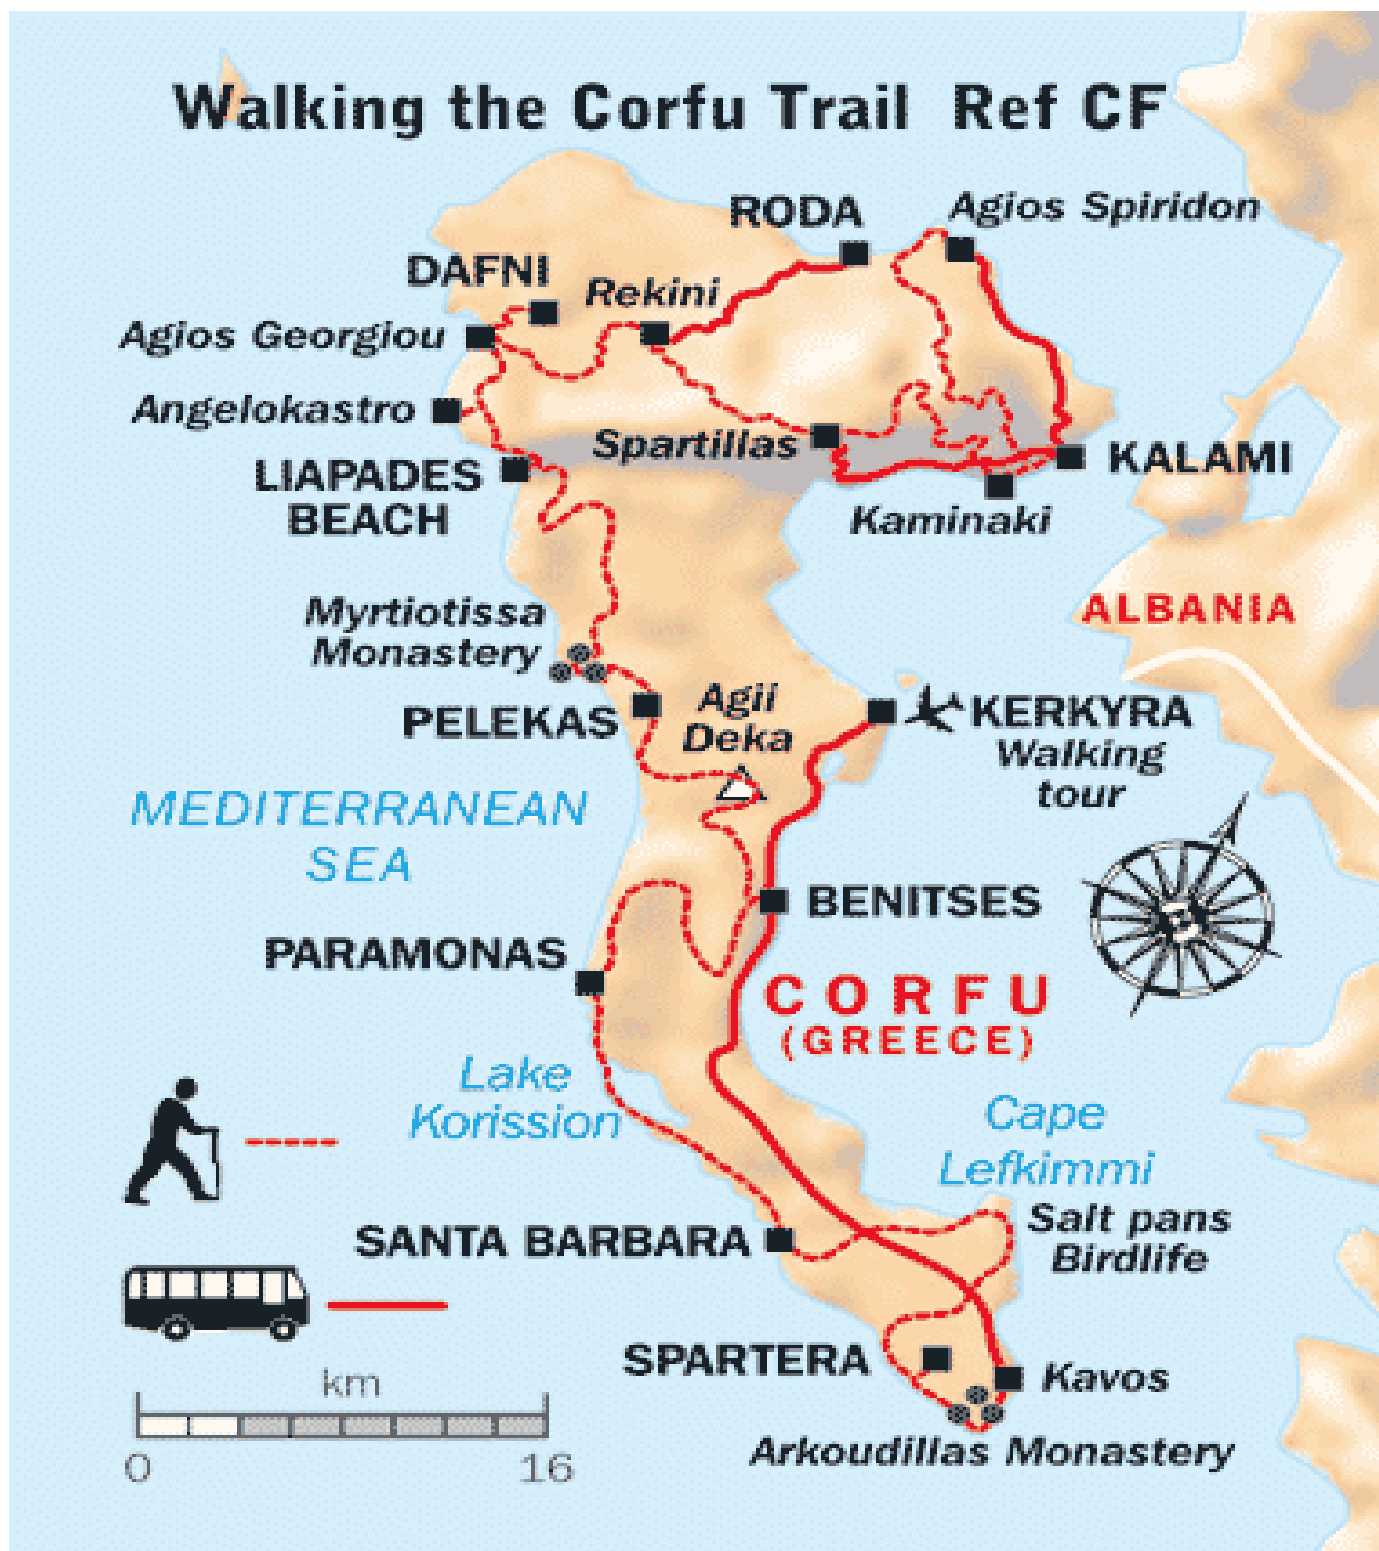 Walking the Corfu Trail Ref CF
RODA
Agios Spiridon
DAFNI
Rekini
Agios Georgiou
Angelokastro
Spartillas
LIAPADES
BEACH
KALAMI
Kaminaki
Myrtiotissa
Monastery
ALBANIA
PELEKAS
Agii
Deka
KERKYRA
Walking
tour
MEDITERRANEAN
SEA
BENITSES
PARAMONAS
CORFU
(GREECE)
Lake
Korission
Cape
Lefkimmi
Salt pans
Birdlife
SANTA BARBARA
SPARTERA
Kavos
km
0 16
Arkoudillas Monastery